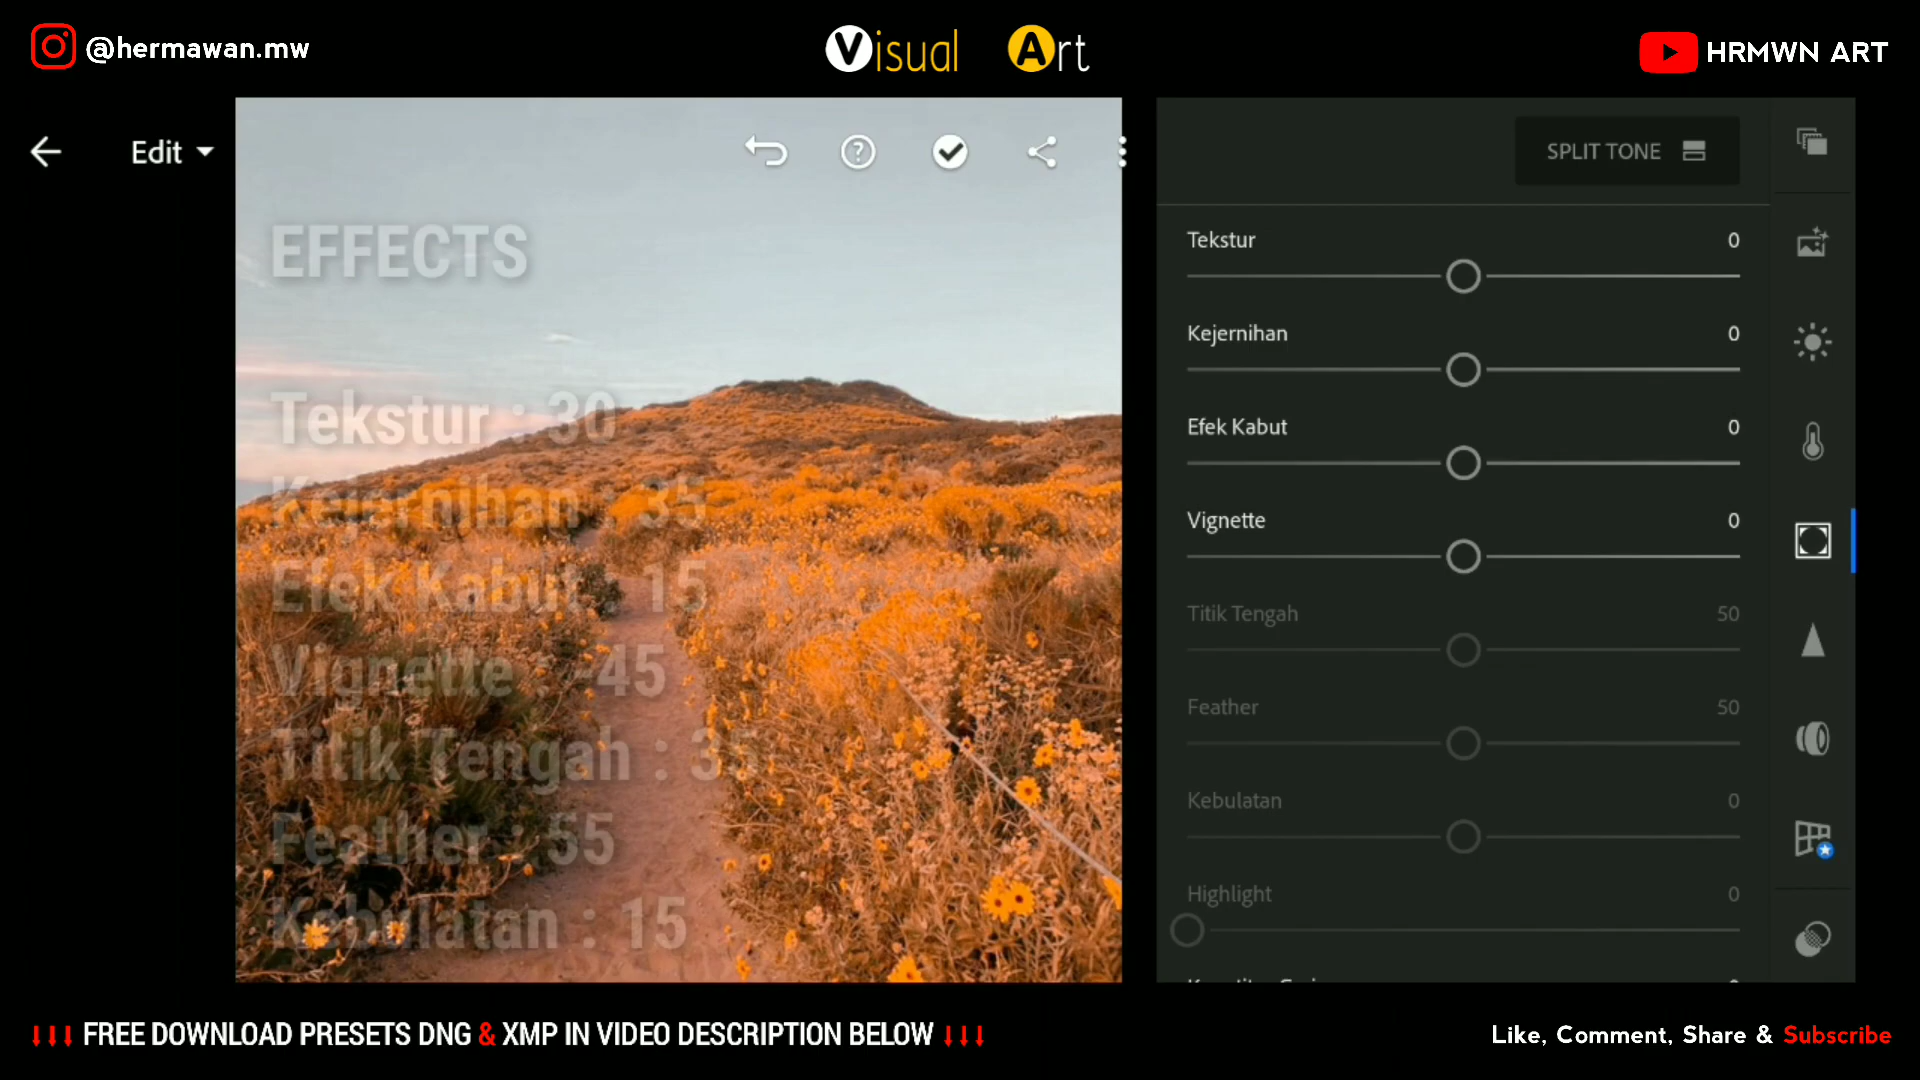 @hermawan.mw
Visual Art
HRMWN ART
Edit
SPLIT TONE
EFFECTS
Tekstur : 30
Kejernihan : 35
Efek Kabut : 15
Vignette : -45
Titik Tengah : 35
Feather : 55
Kebulatan : 15
Tekstur 0
Kejernihan 0
Efek Kabut 0
Vignette 0
Titik Tengah 50
Feather 50
Kebulatan 0
Highlight 0
↓↓↓ FREE DOWNLOAD PRESETS DNG & XMP IN VIDEO DESCRIPTION BELOW ↓↓↓
Like, Comment, Share & Subscribe